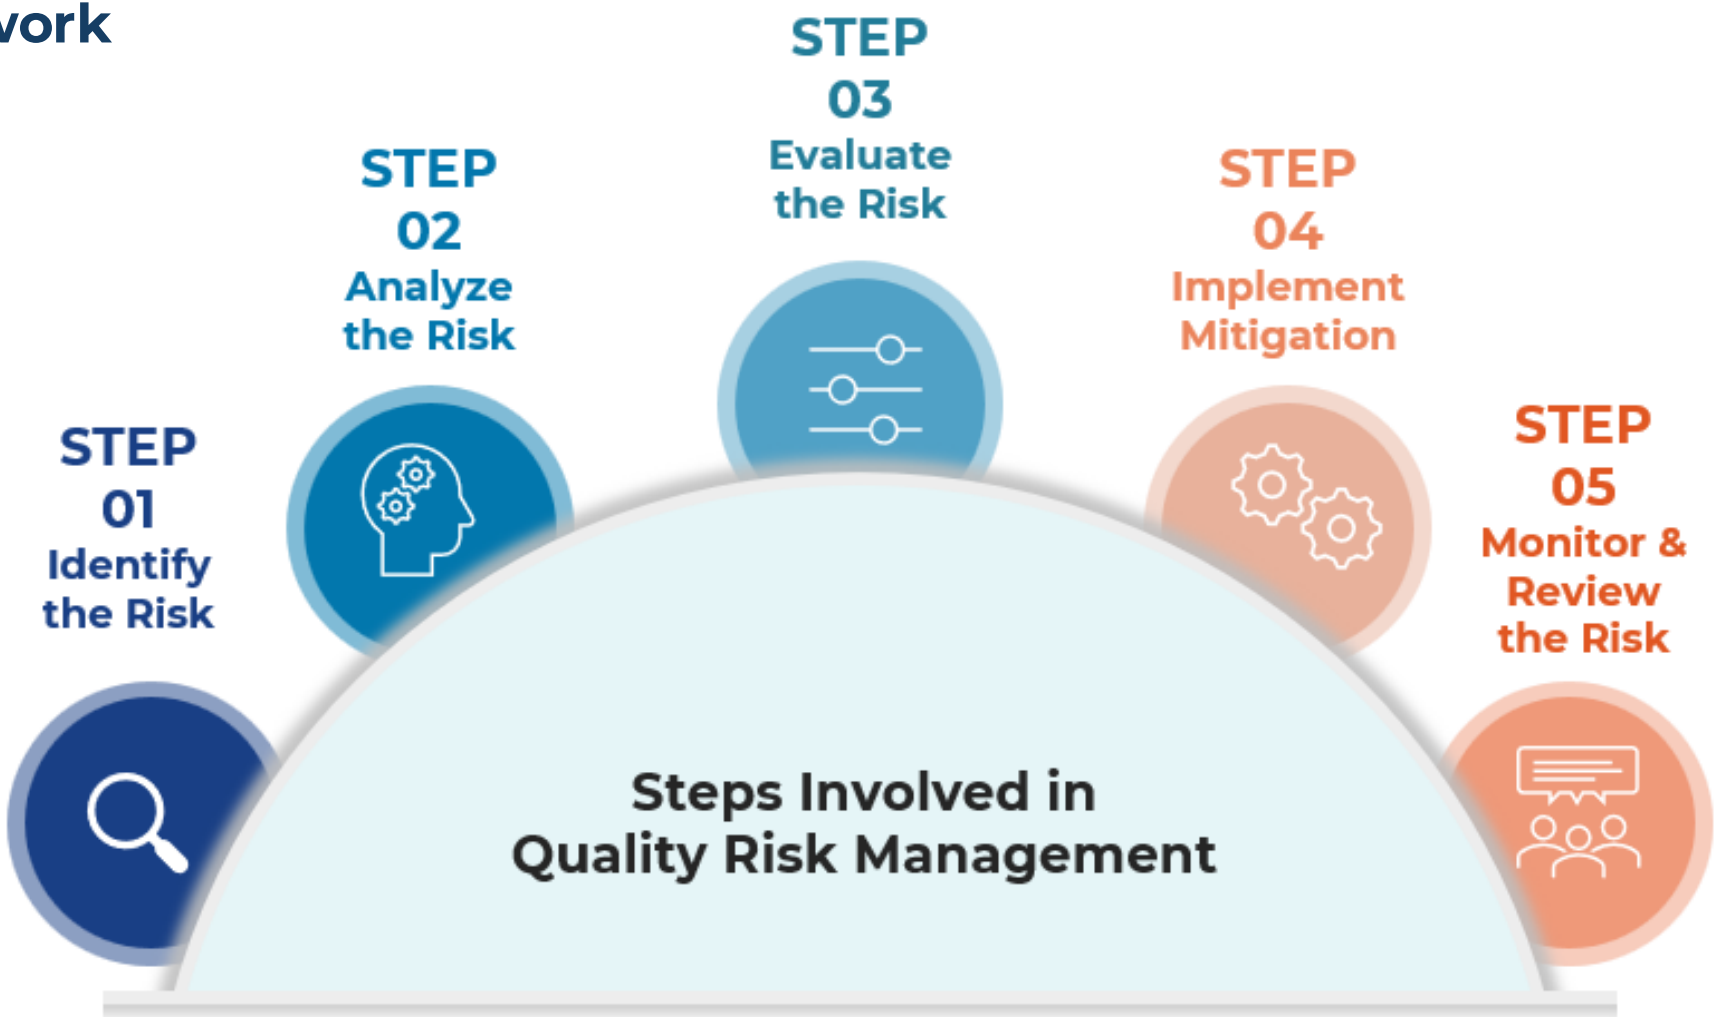 STEP
01
Identify
the Risk
STEP
02
Analyze
the Risk
STEP
03
Evaluate
the Risk
STEP
04
Implement
Mitigation
STEP
05
Monitor &
Review
the Risk
Steps Involved in
Quality Risk Management